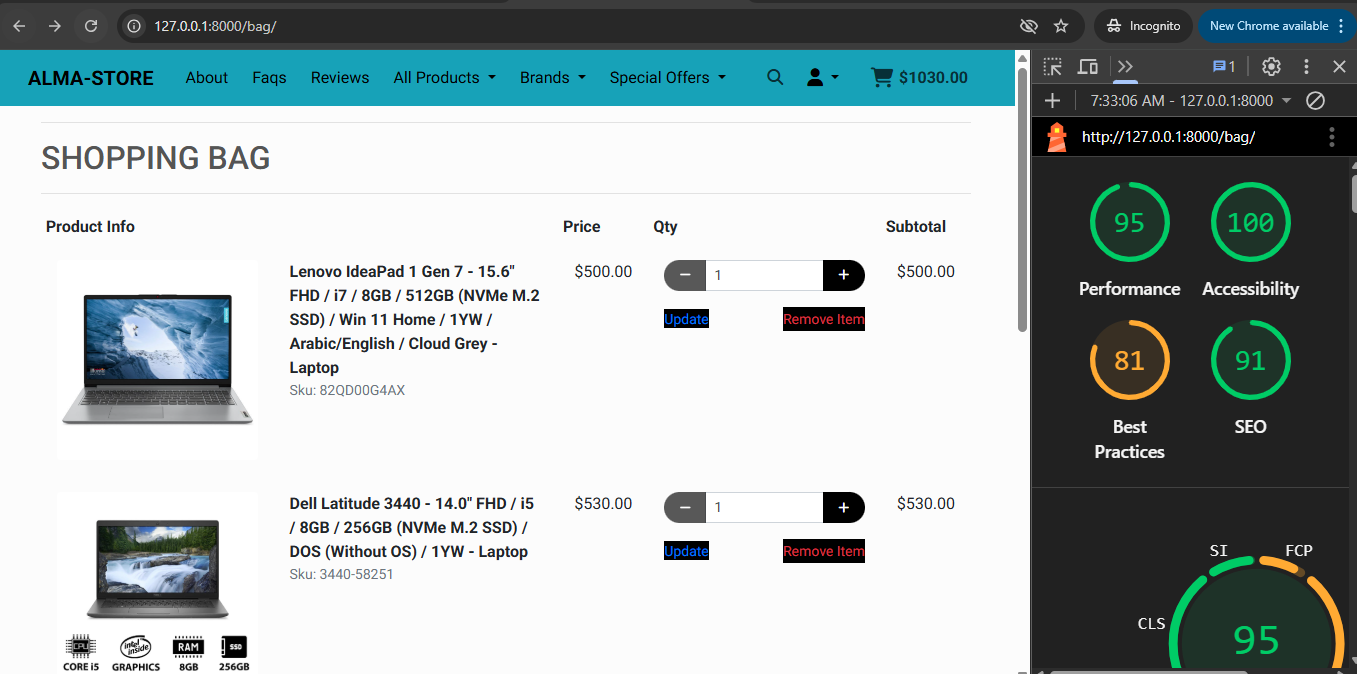 127.0.0.1:8000/bag/
Incognito
New Chrome available
ALMA-STORE
About
Faqs
Reviews
All Products
Brands
Special Offers
$1030.00
SHOPPING BAG
Product Info
Price
Qty
Subtotal
Lenovo IdeaPad 1 Gen 7 - 15.6"
FHD / i7 / 8GB / 512GB (NVMe M.2
SSD) / Win 11 Home / 1YW /
Arabic/English / Cloud Grey -
Laptop
Sku: 82QD00G4AX
$500.00
−
1
+
$500.00
Update
Remove Item
Dell Latitude 3440 - 14.0" FHD / i5
/ 8GB / 256GB (NVMe M.2 SSD) /
DOS (Without OS) / 1YW - Laptop
Sku: 3440-58251
$530.00
−
1
+
$530.00
Update
Remove Item
CPU
intel
inside
RAM
SSD
CORE i5
GRAPHICS
8GB
256GB
1
7:33:06 AM - 127.0.0.1:8000
http://127.0.0.1:8000/bag/
95
Performance
100
Accessibility
81
Best
Practices
91
SEO
SI
FCP
CLS
95